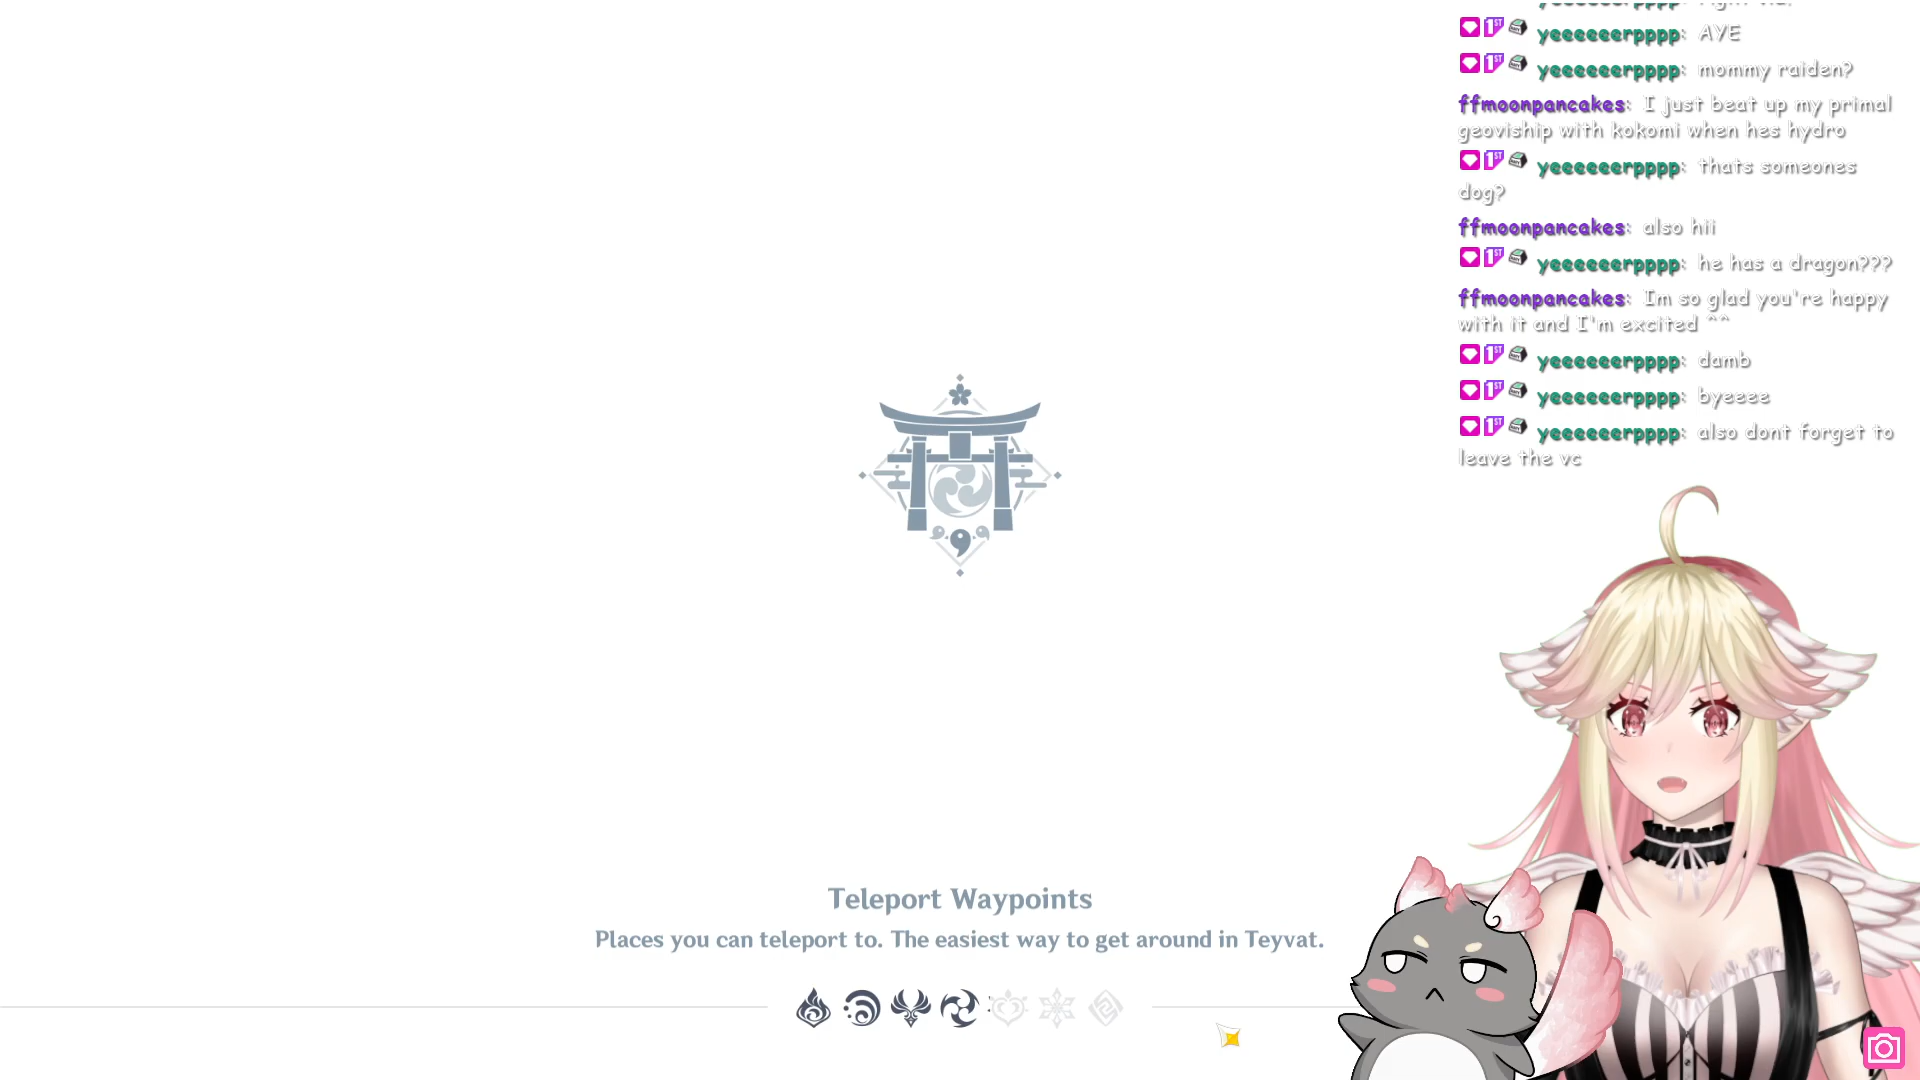 yeeeeeerpppp: AYE
yeeeeeerpppp: mommy raiden?
ffmoonpancakes: I just beat up my primal
geoviship with kokomi when hes hydro
yeeeeeerpppp: thats someones
dog?
ffmoonpancakes: also hii
yeeeeeerpppp: he has a dragon???
ffmoonpancakes: Im so glad you're happy
with it and I'm excited ^^
yeeeeeerpppp: damb
yeeeeeerpppp: byeeee
yeeeeeerpppp: also dont forget to
leave the vc
Teleport Waypoints
Places you can teleport to. The easiest way to get around in Teyvat.